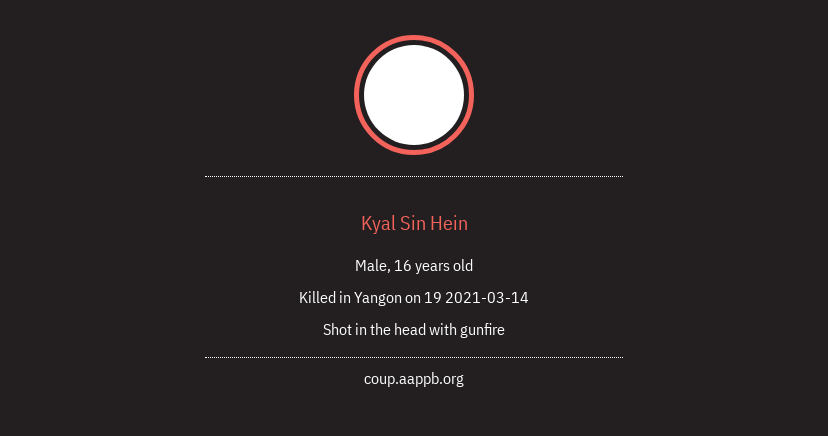 Kyal Sin Hein
Male, 16 years old
Killed in Yangon on 19 2021-03-14
Shot in the head with gunfire
coup.aappb.org